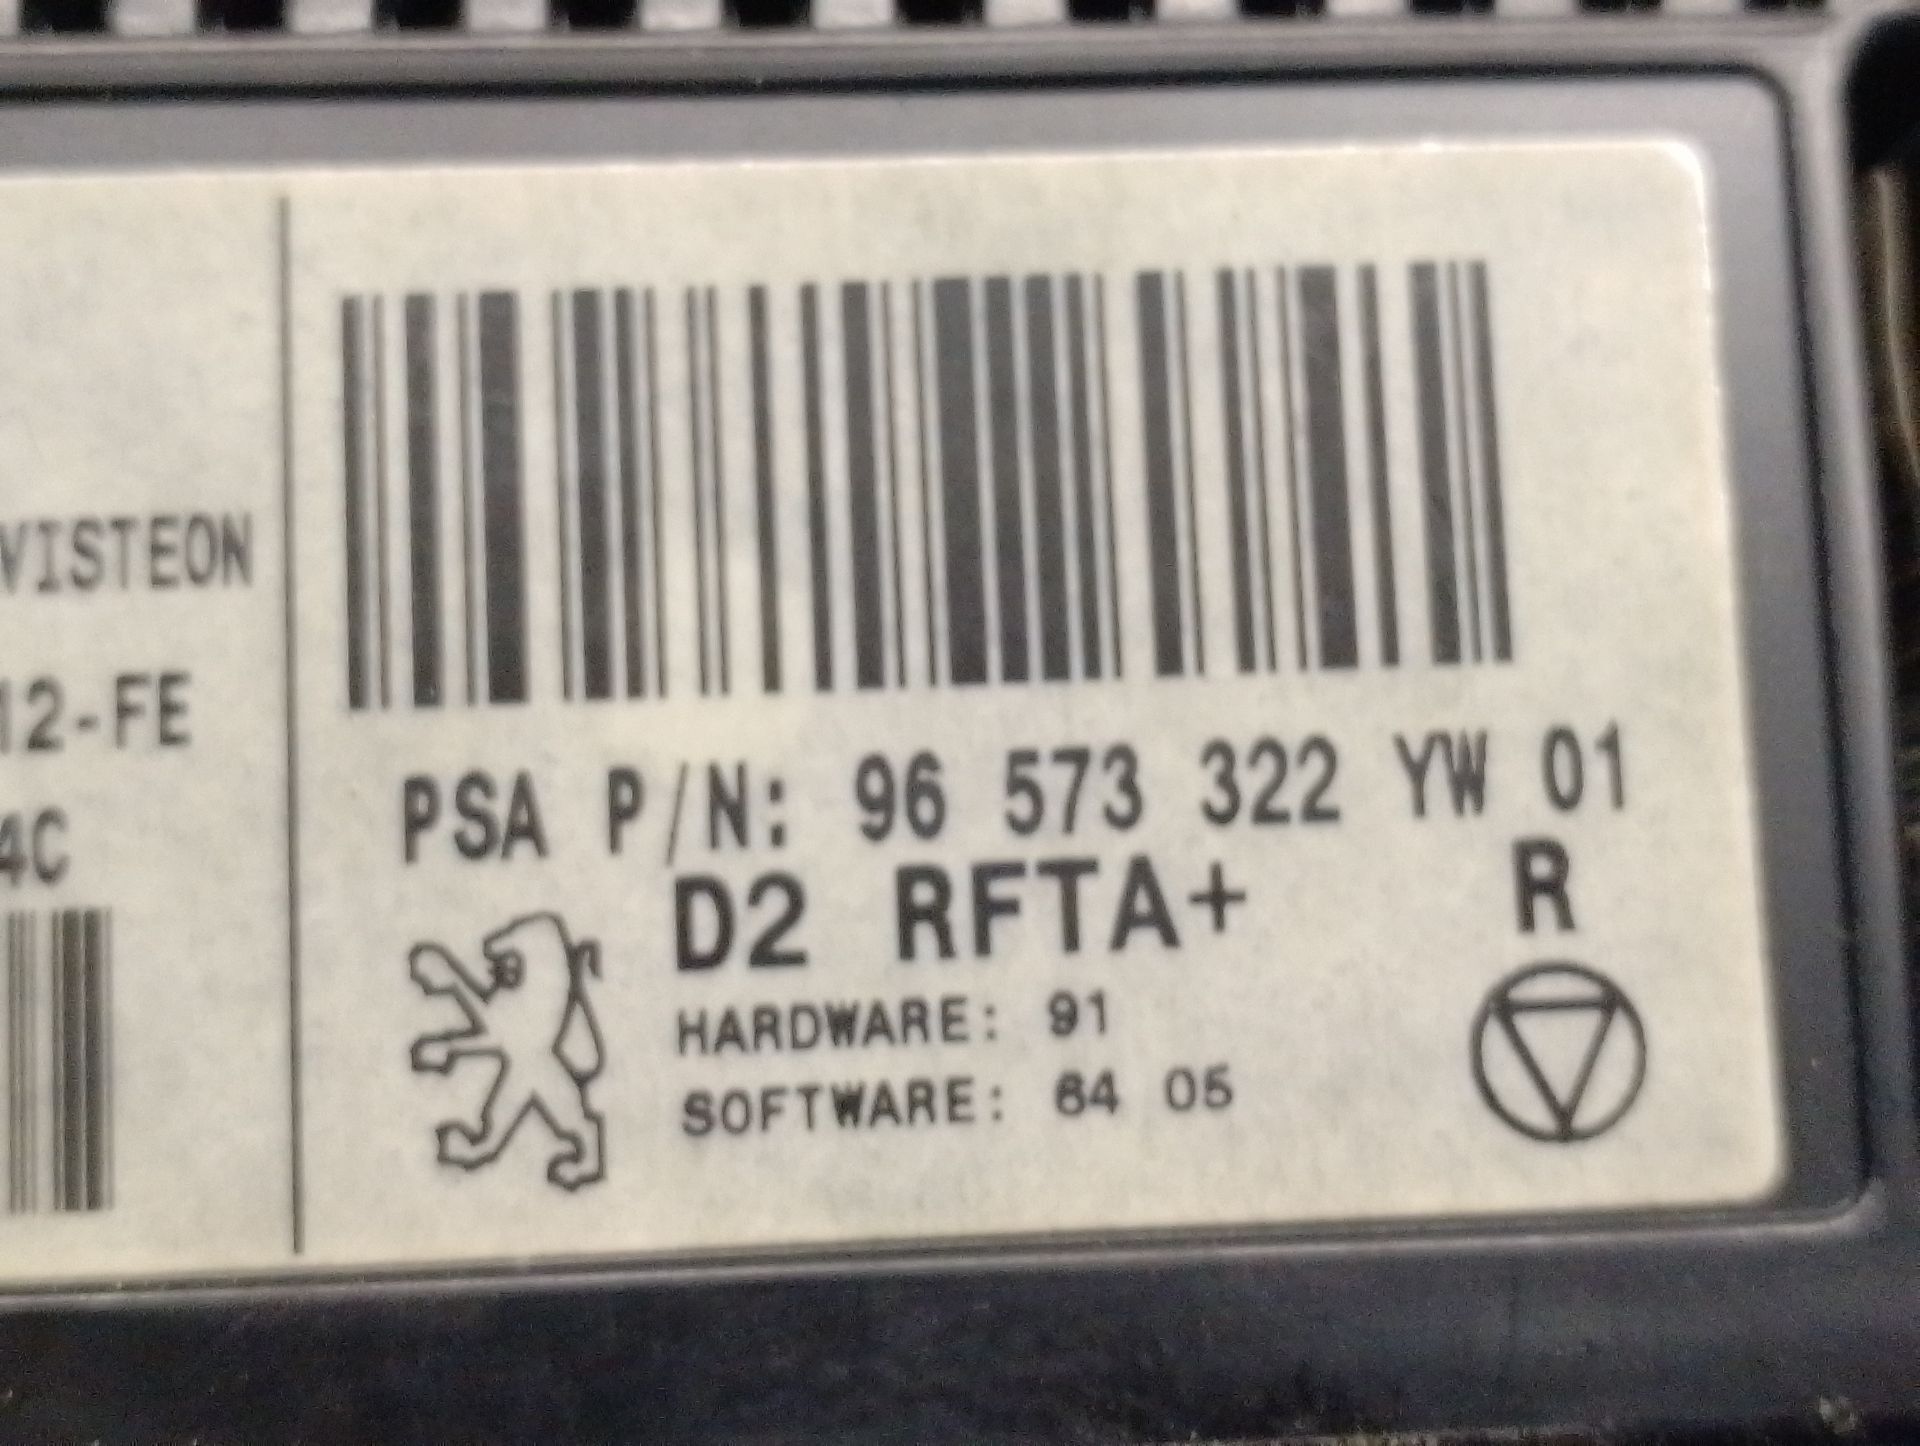 VISTEON
12-FE
4C
PSA P/N: 96 573 322 YW 01
D2 RFTA+ R
HARDWARE: 91
SOFTWARE: 64 05